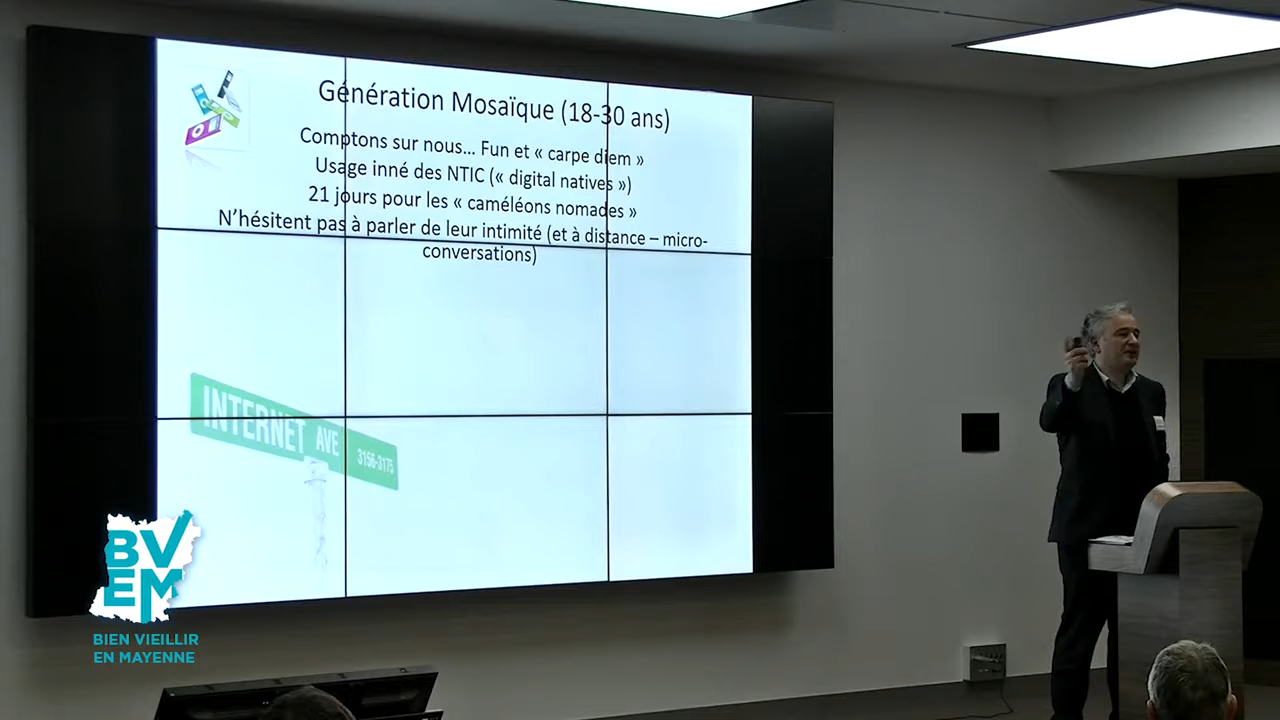 Génération Mosaïque (18-30 ans)
Comptons sur nous... Fun et « carpe diem »
Usage inné des NTIC (« digital natives »)
21 jours pour les « caméléons nomades »
N'hésitent pas à parler de leur intimité (et à distance – micro-
conversations)
INTERNET AVE 3156-3175
BV
EM
BIEN VIEILLIR
EN MAYENNE